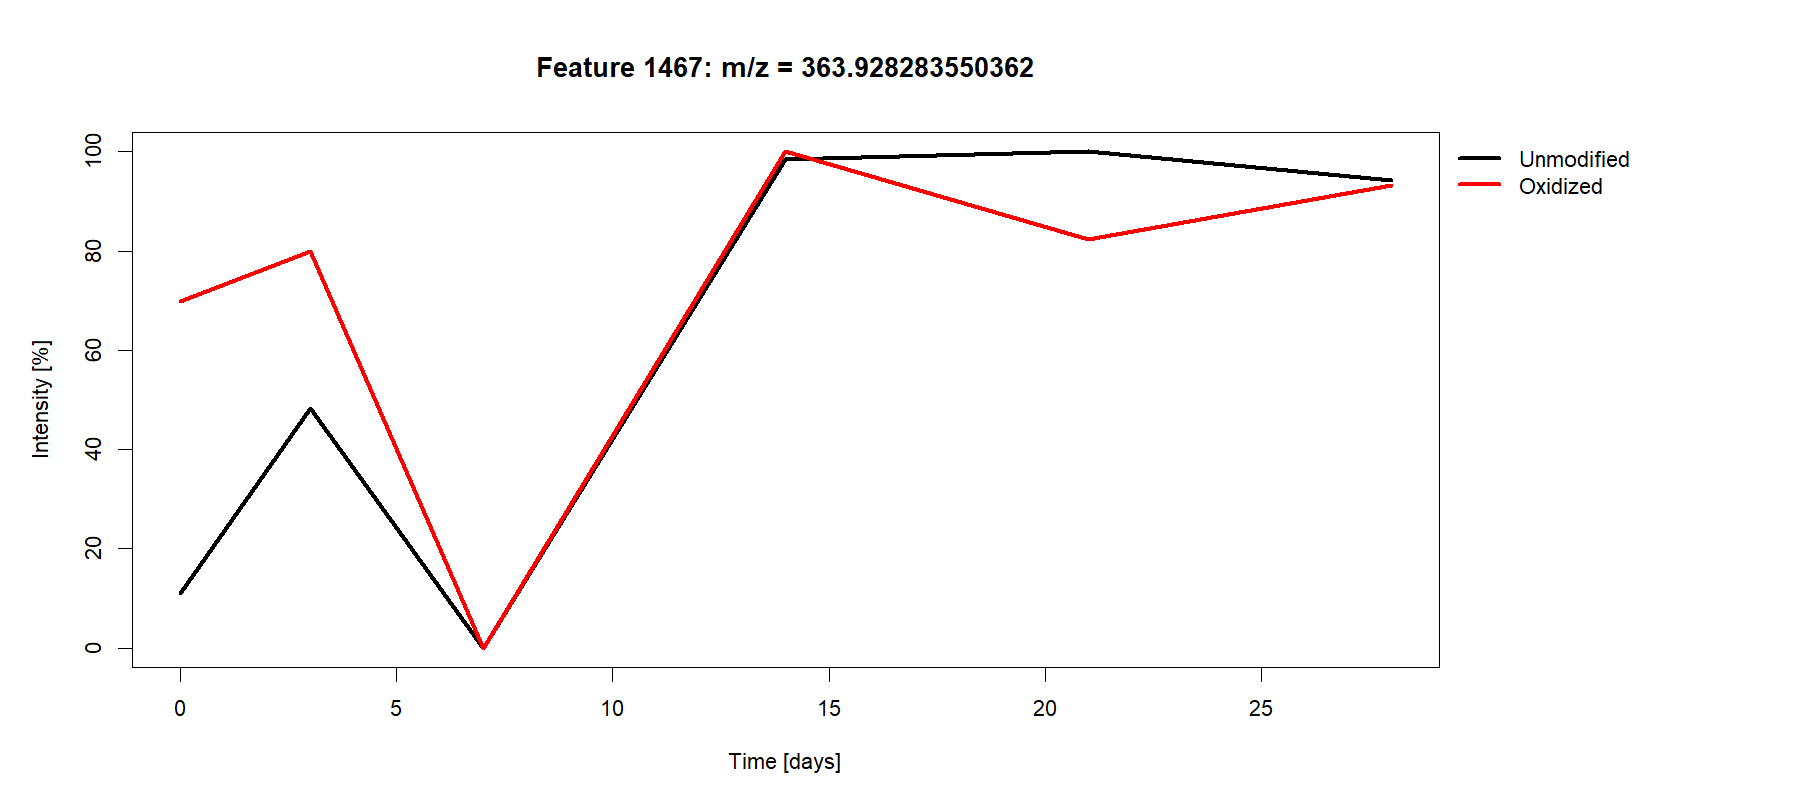 Feature 1467: m/z = 363.928283550362
Unmodified
Oxidized
Intensity [%]
100
80
60
40
20
0
0 5 10 15 20 25
Time [days]